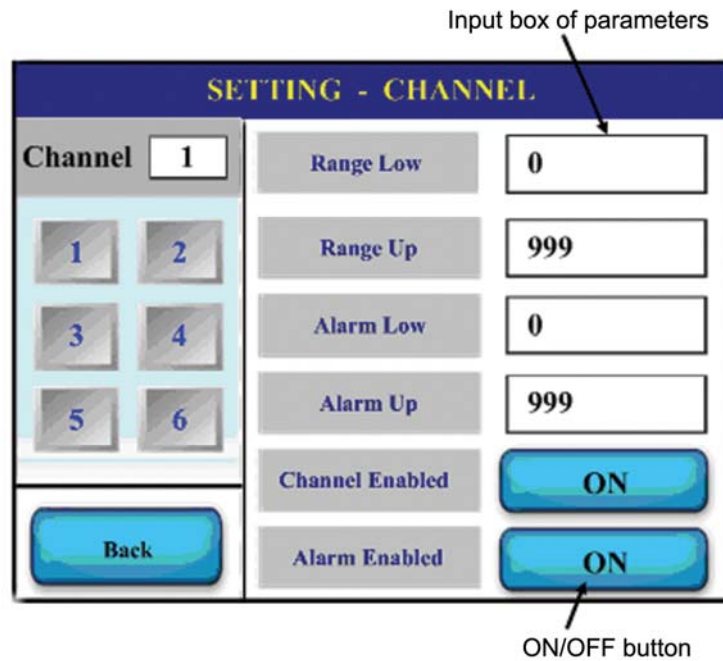 Input box of parameters
SETTING - CHANNEL
Channel 1
1 2
3 4
5 6
Back
Range Low 0
Range Up 999
Alarm Low 0
Alarm Up 999
Channel Enabled ON
Alarm Enabled ON
ON/OFF button